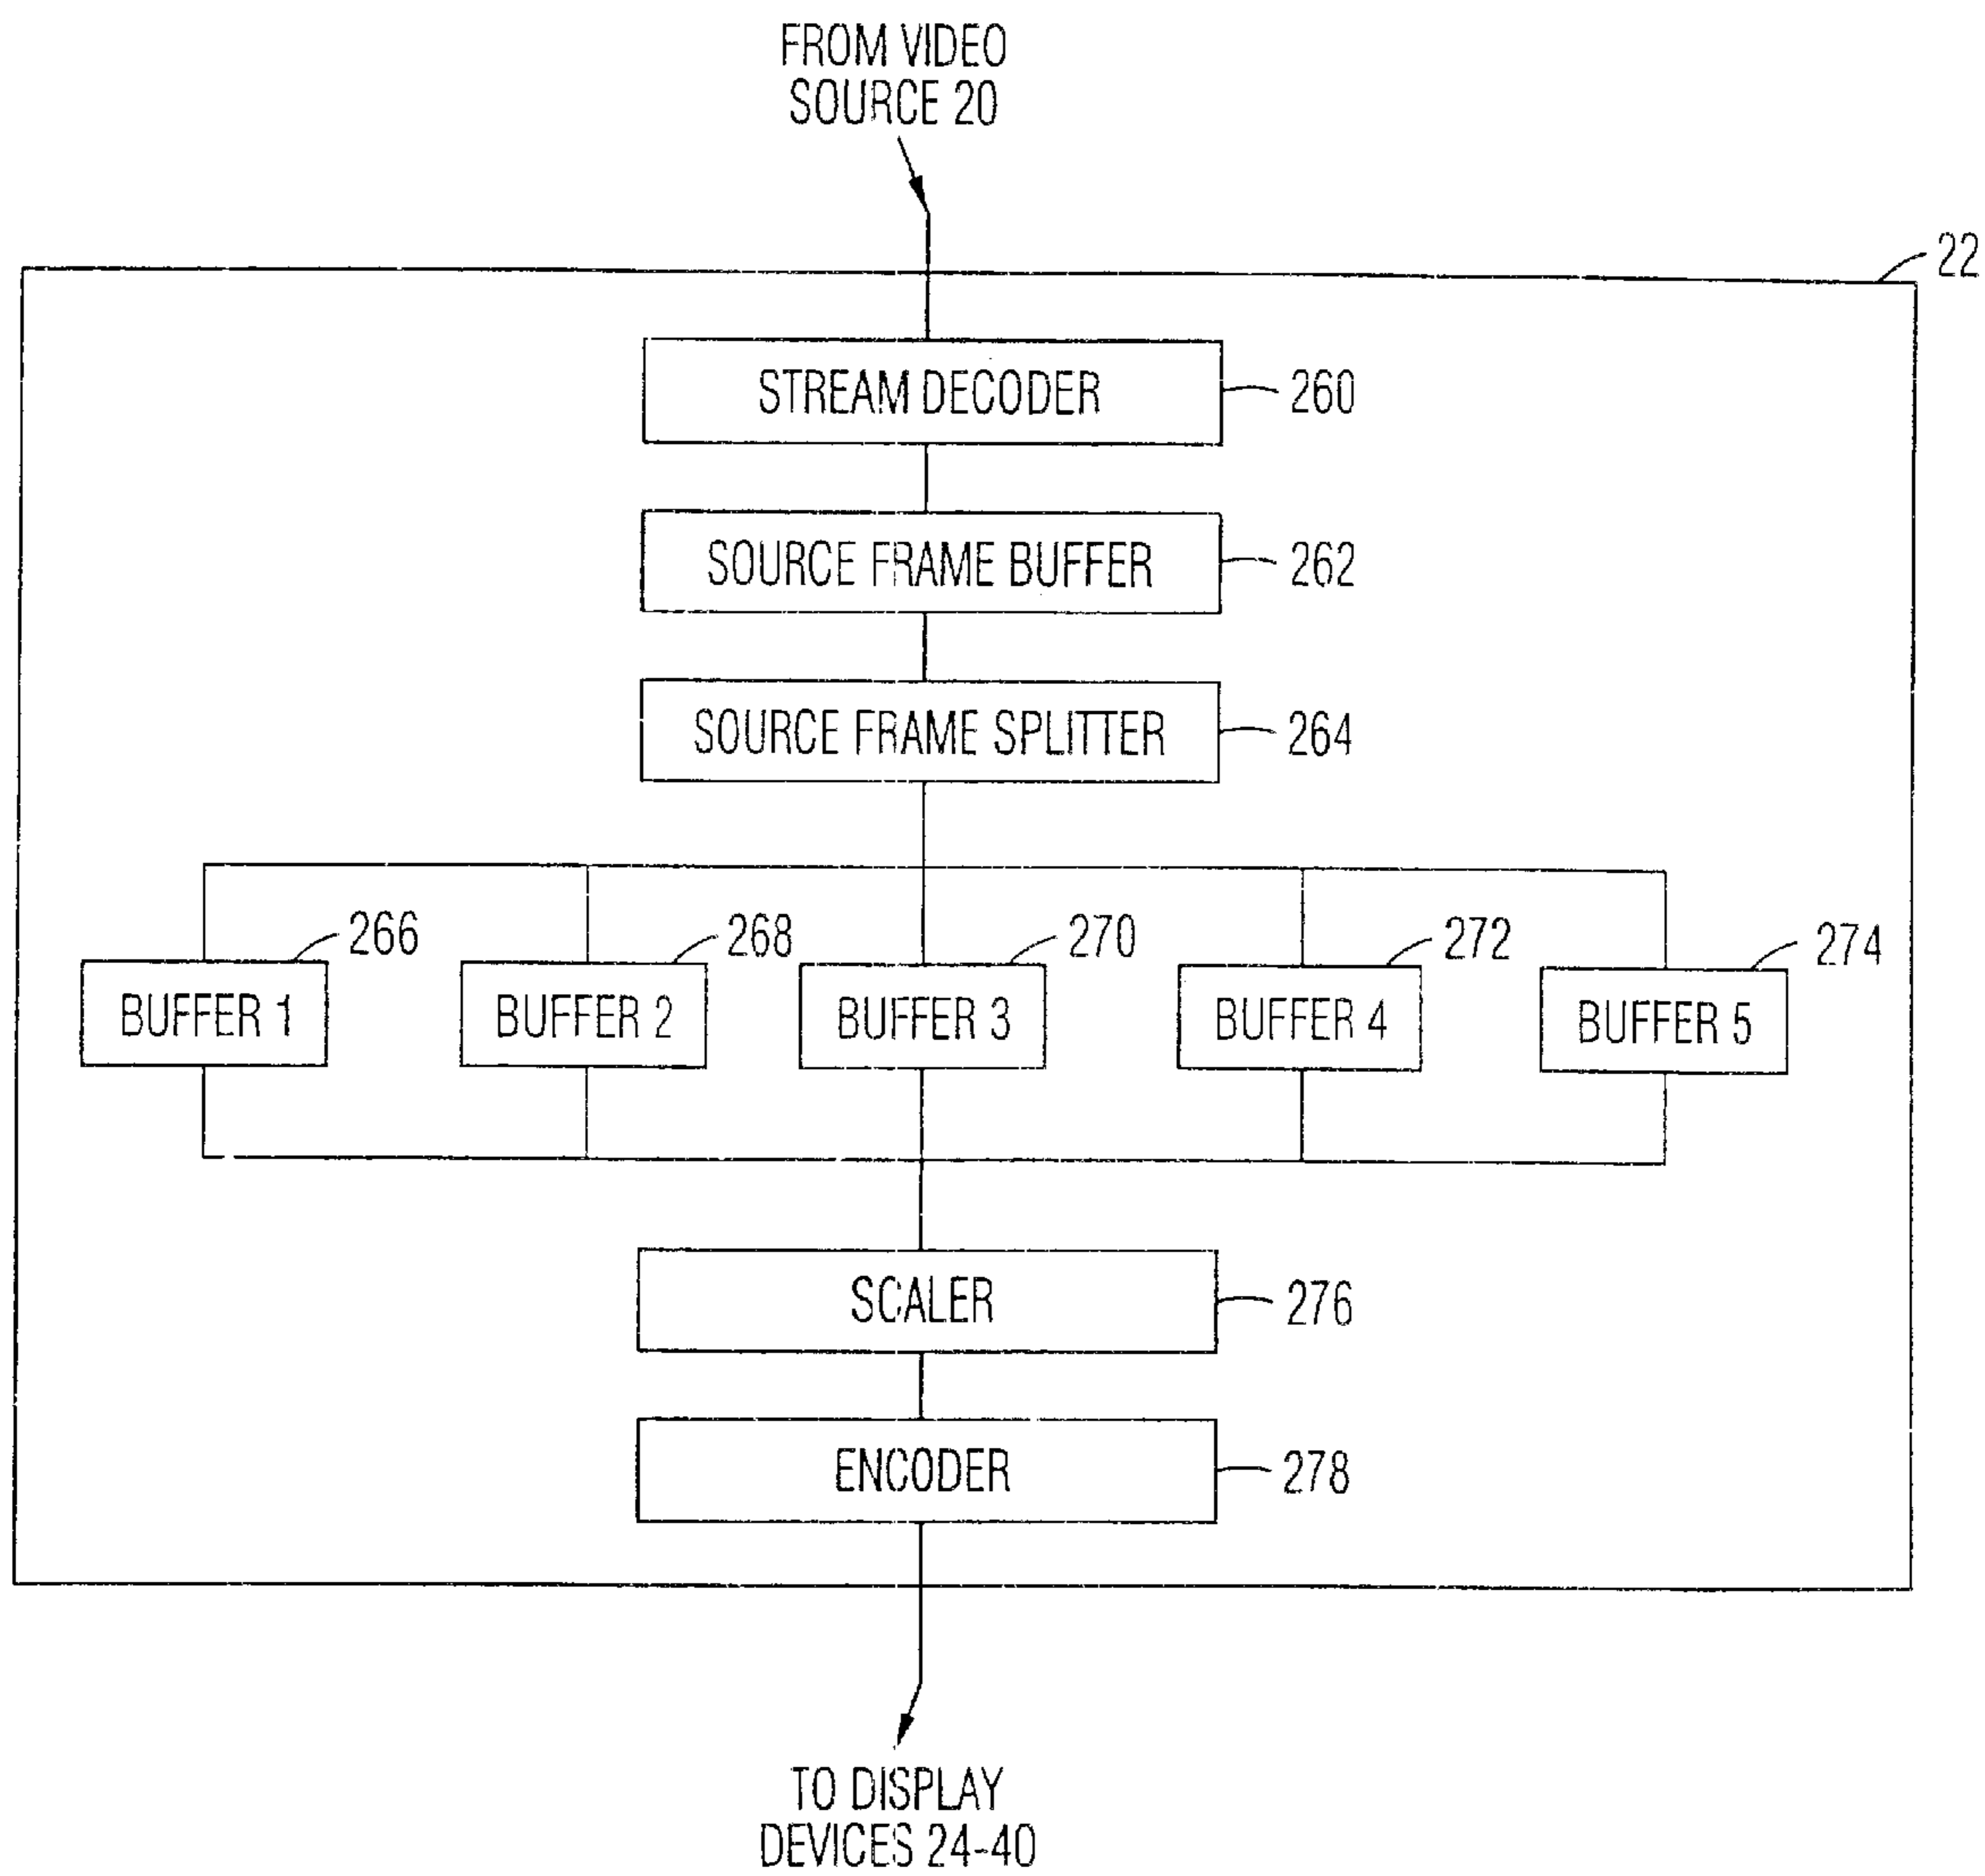 FROM VIDEO
SOURCE 20
22
STREAM DECODER
260
SOURCE FRAME BUFFER
262
SOURCE FRAME SPLITTER
264
266
268
270
272
274
BUFFER 1
BUFFER 2
BUFFER 3
BUFFER 4
BUFFER 5
SCALER
276
ENCODER
278
TO DISPLAY
DEVICES 24-40